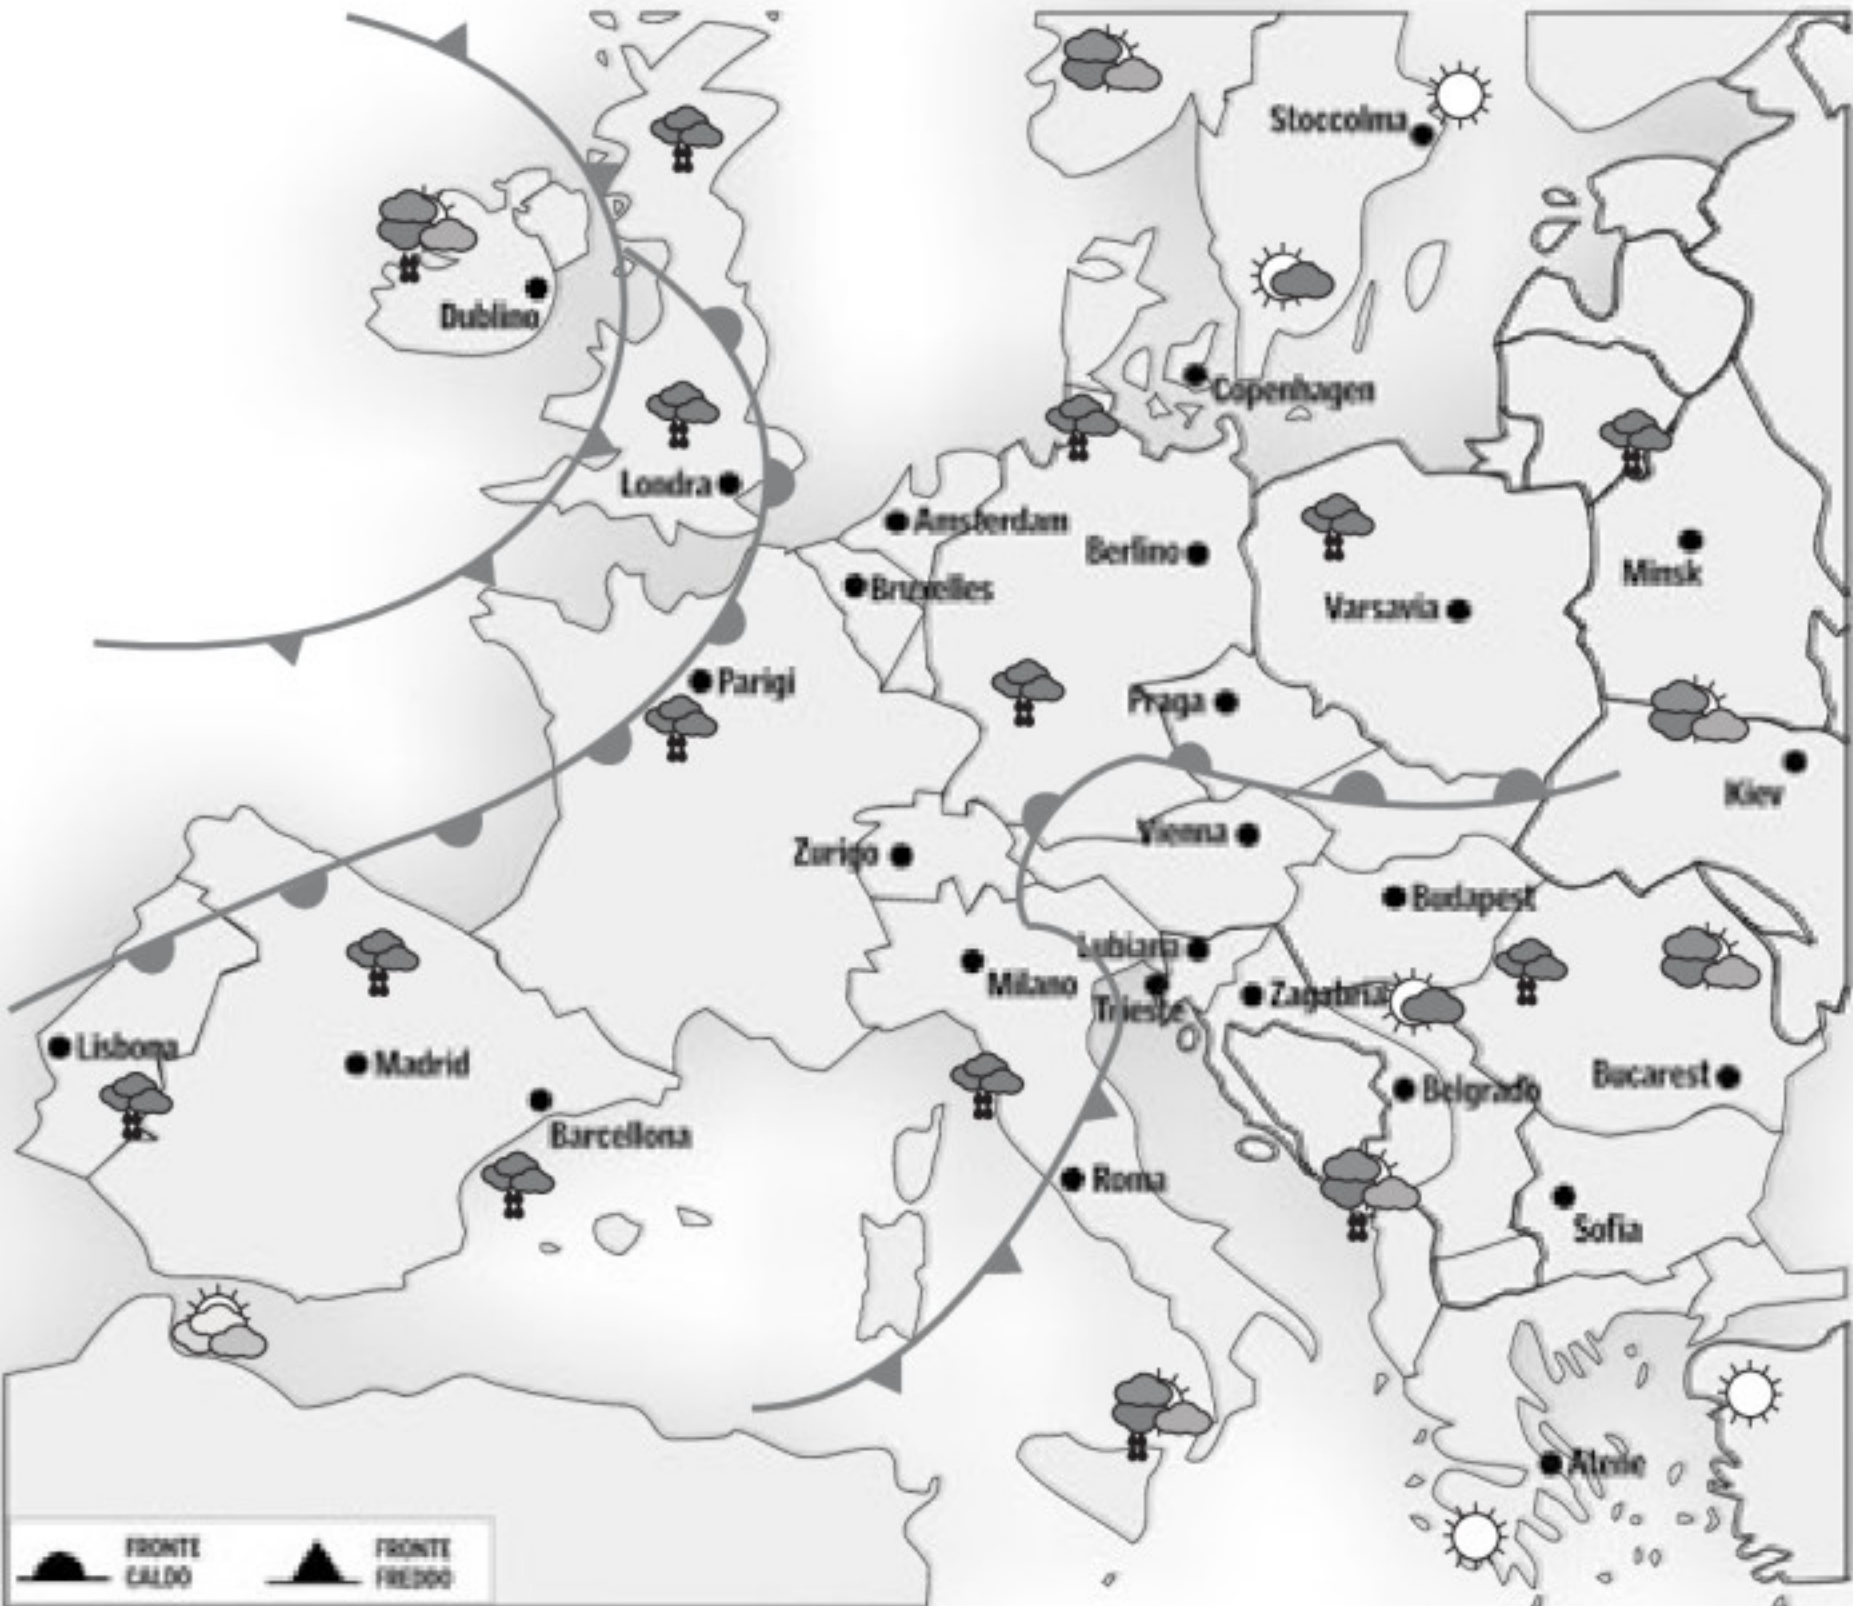 Stoccolma
Dublino
Copenhagen
Londra
Amsterdam
Berlino
Minsk
Bruxelles
Varsavia
Parigi
Praga
Kiev
Vienna
Zurigo
Budapest
Lubiana
Milano
Zagabria
Trieste
Lisbona
Madrid
Bucarest
Belgrado
Barcellona
Roma
Sofia
Atene
FRONTE
CALDO
FRONTE
FREDDO